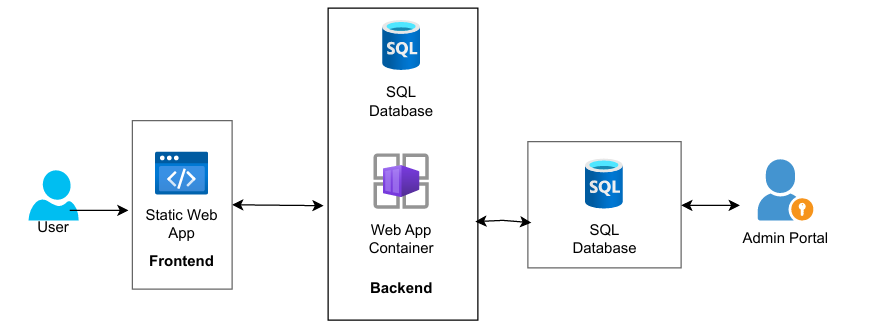 SQL
SQL
Database
User
Static Web
App
Frontend
Web App
Container
Backend
SQL
SQL
Database
Admin Portal